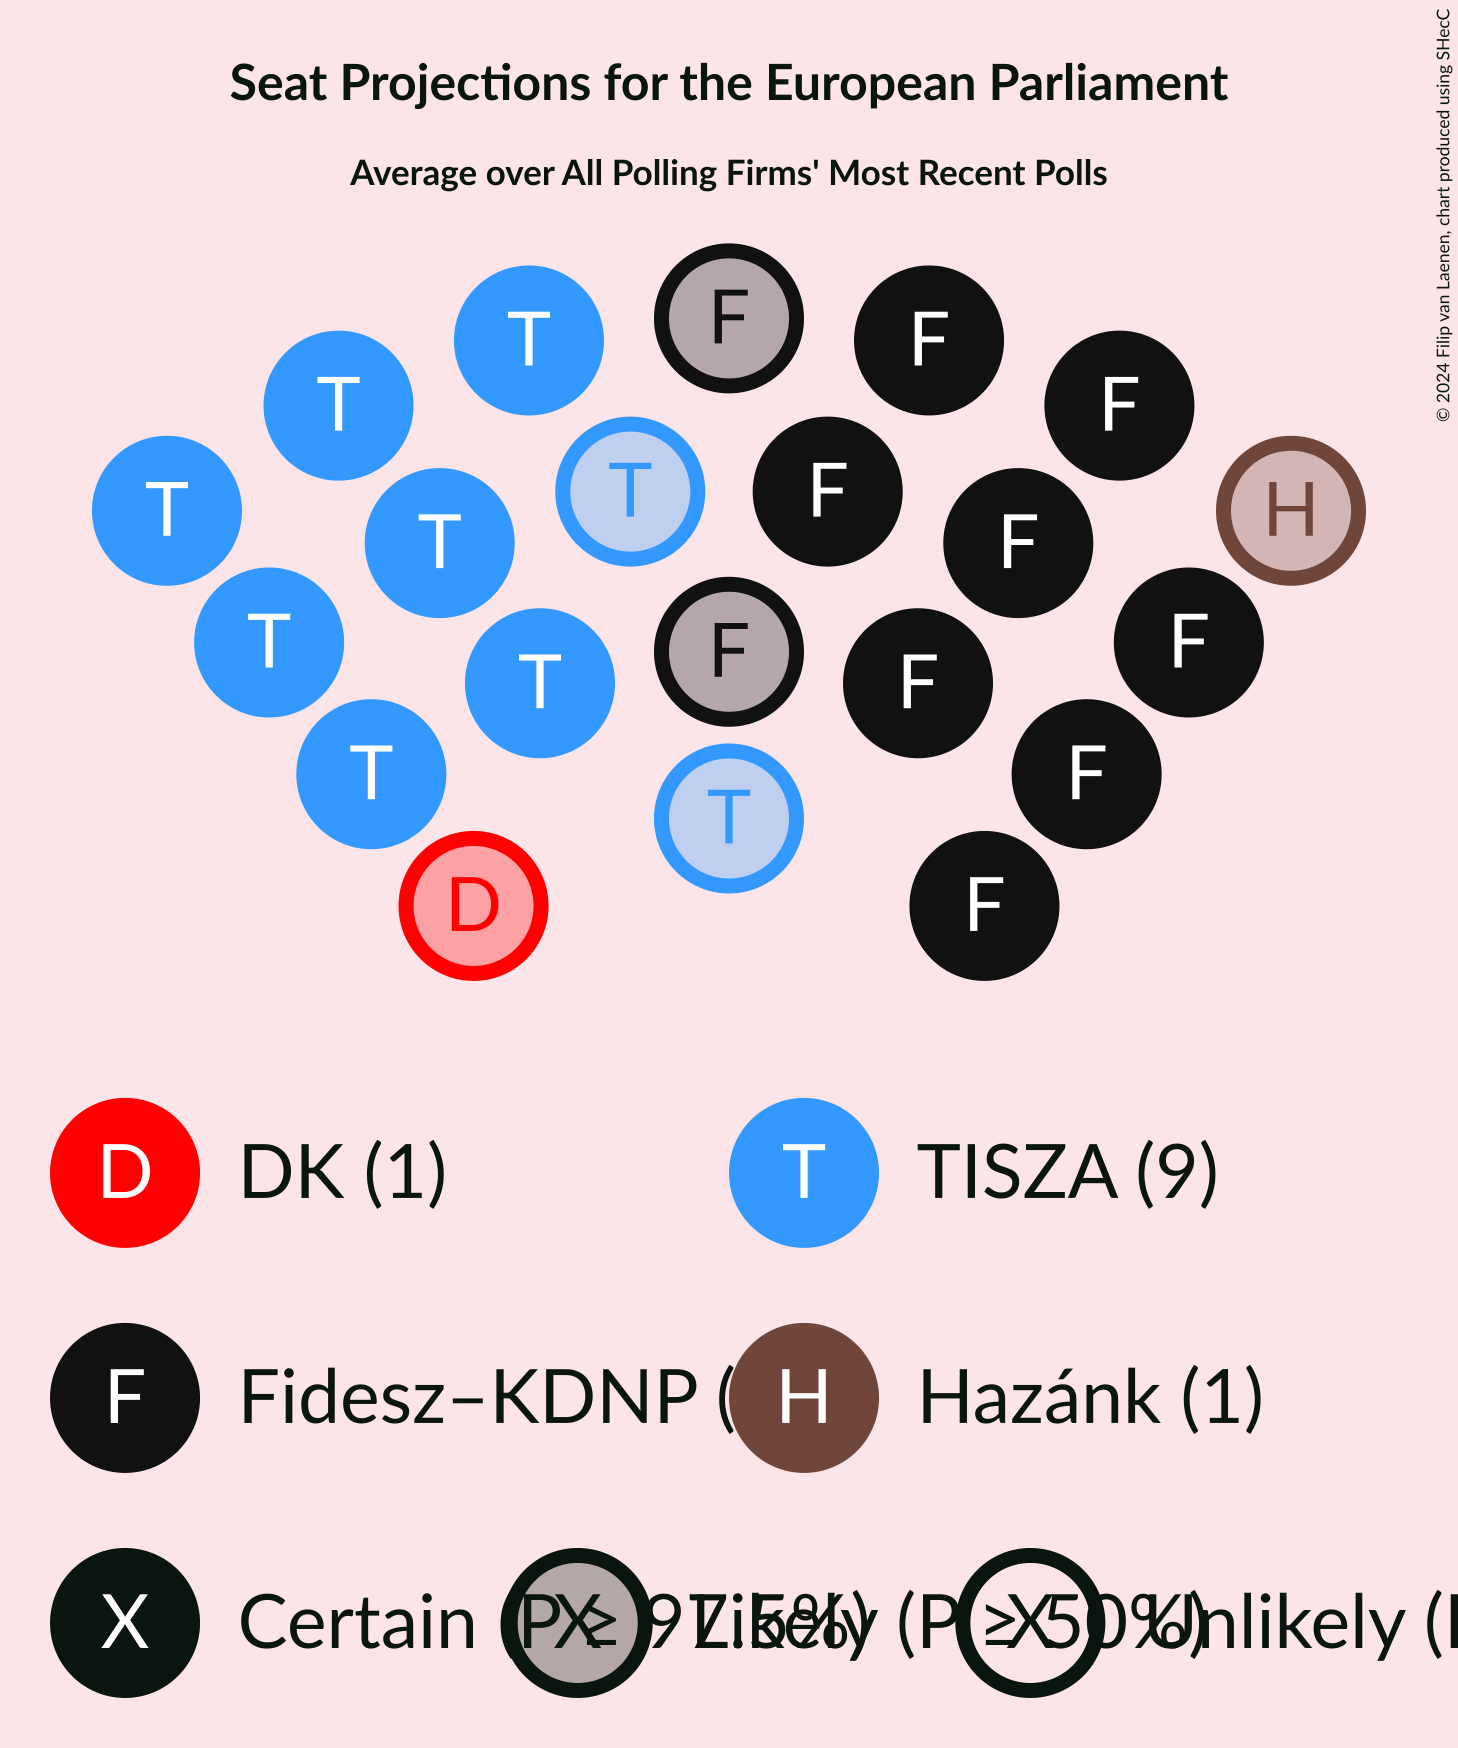 Seat Projections for the European Parliament
Average over All Polling Firms' Most Recent Polls
© 2024 Filip van Laenen, chart produced using SHecC
F
T F
T F
T F H
T T F
T F
F
T F
T F
T
D F
D DK (1) T TISZA (9)
F Fidesz–KDNP ( H Hazánk (1)
X Certain (P ≥ 97.5%) X Likely (P ≥ 50%) X Unlikely (